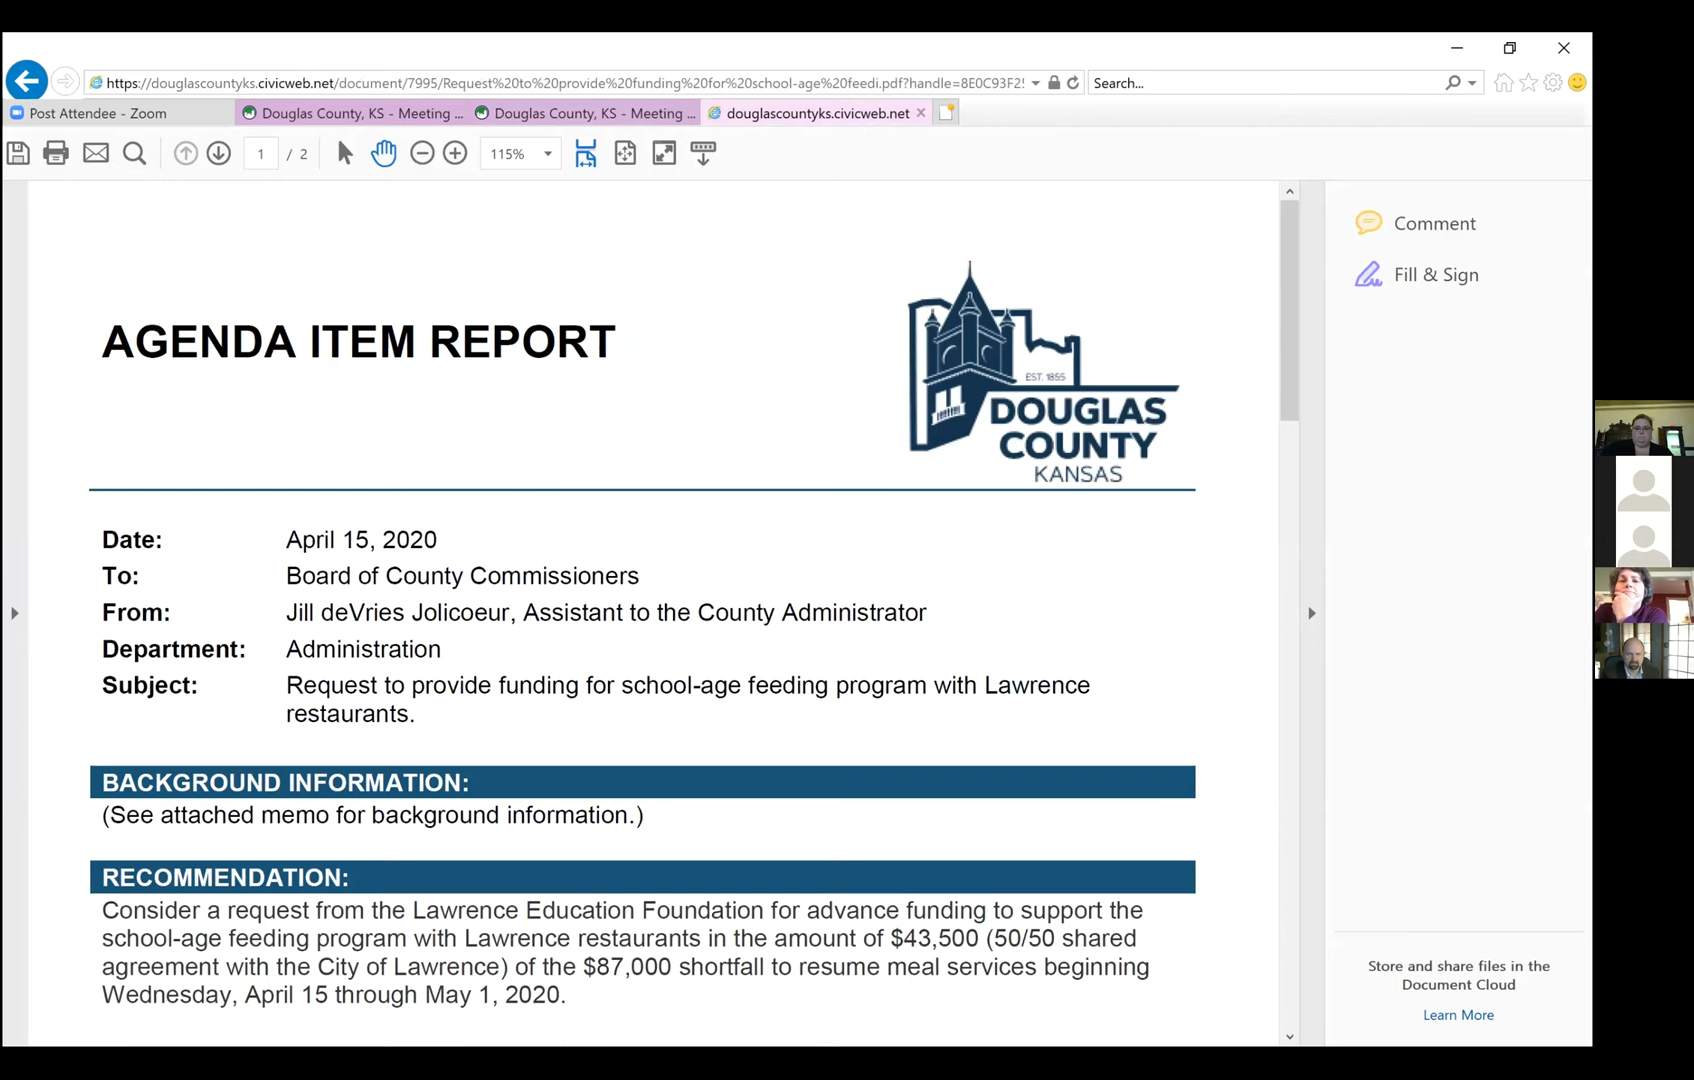 https://douglascountyks.civicweb.net/document/7995/Request%20to%20provide%20funding%20for%20school-age%20feedi.pdf?handle=8E0C93F2!
Search...
Post Attendee - Zoom
Douglas County, KS - Meeting ...
Douglas County, KS - Meeting ...
douglascountyks.civicweb.net
1 / 2
115%
Comment
Fill & Sign
AGENDA ITEM REPORT
EST. 1855
DOUGLAS
COUNTY
KANSAS
Date: April 15, 2020
To: Board of County Commissioners
From: Jill deVries Jolicoeur, Assistant to the County Administrator
Department: Administration
Subject: Request to provide funding for school-age feeding program with Lawrence
restaurants.
BACKGROUND INFORMATION:
(See attached memo for background information.)
RECOMMENDATION:
Consider a request from the Lawrence Education Foundation for advance funding to support the
school-age feeding program with Lawrence restaurants in the amount of $43,500 (50/50 shared
agreement with the City of Lawrence) of the $87,000 shortfall to resume meal services beginning
Wednesday, April 15 through May 1, 2020.
Store and share files in the
Document Cloud
Learn More